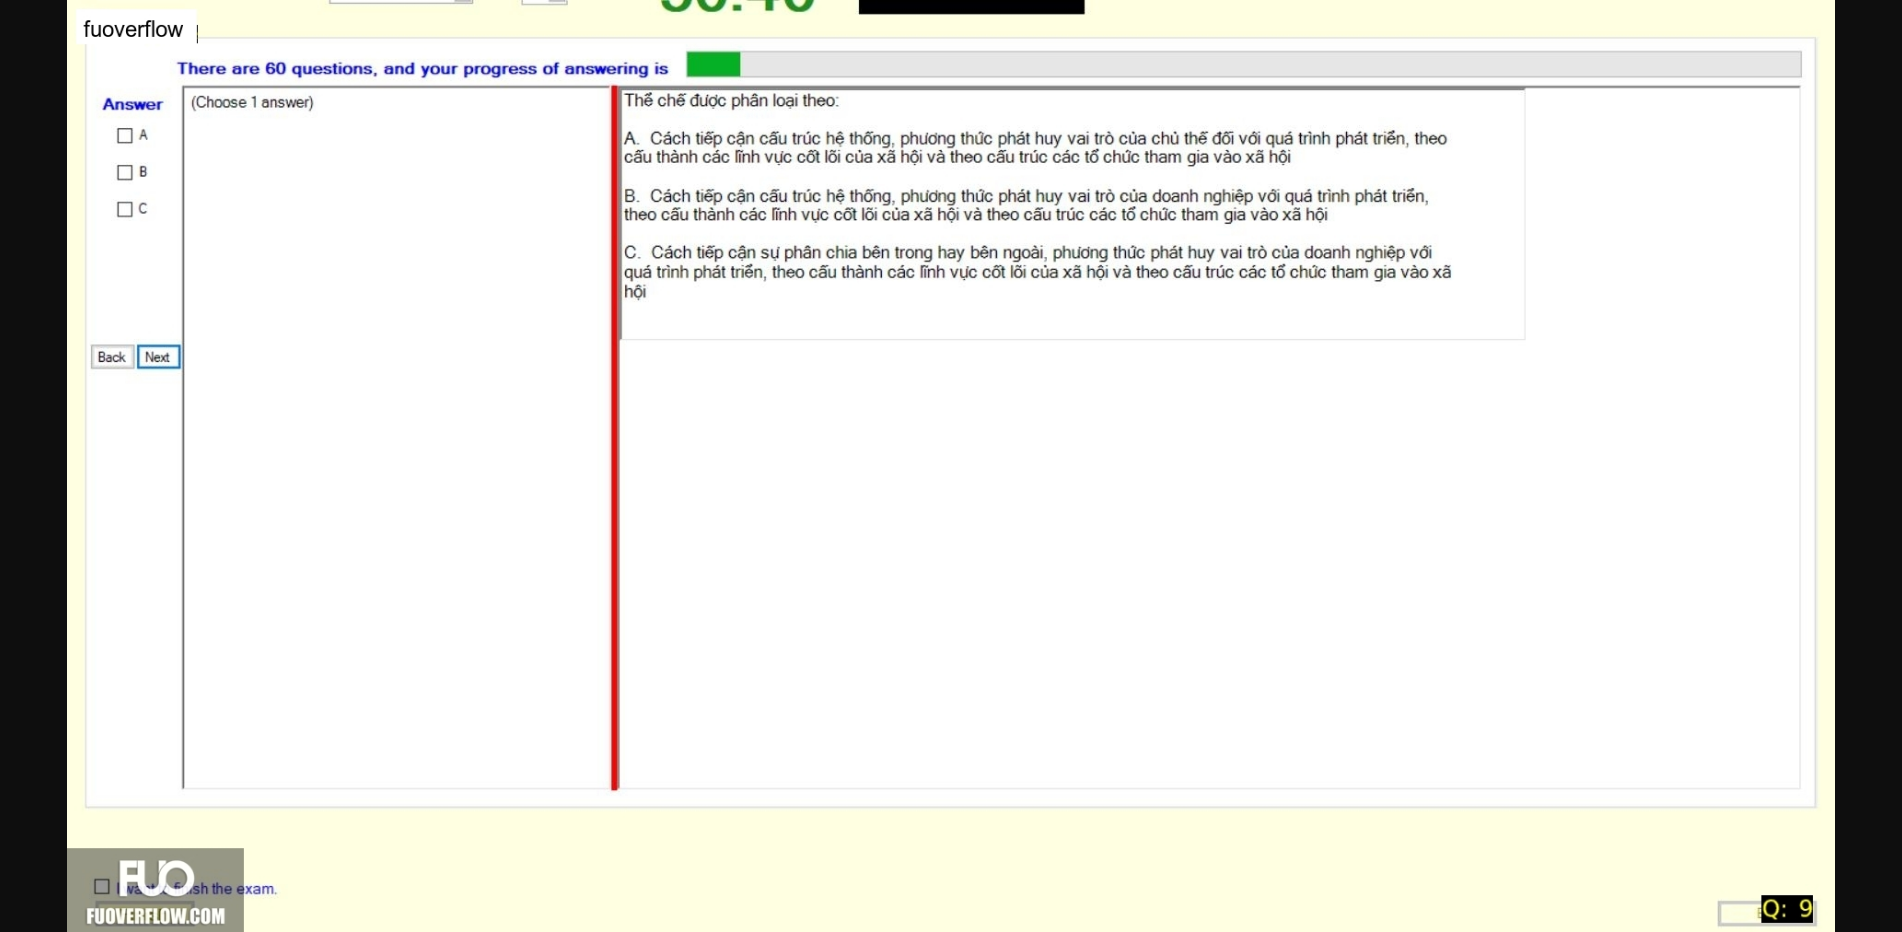 fuoverflow
There are 60 questions, and your progress of answering is
Answer
(Choose 1 answer)
A
B
C
Back
Next
Thể chế được phân loại theo:
A. Cách tiếp cận cấu trúc hệ thống, phương thức phát huy vai trò của chủ thể đối với quá trình phát triển, theo
cấu thành các lĩnh vực cốt lõi của xã hội và theo cấu trúc các tổ chức tham gia vào xã hội
B. Cách tiếp cận cấu trúc hệ thống, phương thức phát huy vai trò của doanh nghiệp với quá trình phát triển,
theo cấu thành các lĩnh vực cốt lõi của xã hội và theo cấu trúc các tổ chức tham gia vào xã hội
C. Cách tiếp cận sự phân chia bên trong hay bên ngoài, phương thức phát huy vai trò của doanh nghiệp với
quá trình phát triển, theo cấu thành các lĩnh vực cốt lõi của xã hội và theo cấu trúc các tổ chức tham gia vào xã
hội
FUO
I want finish the exam.
FUOVERFLOW.COM
Q: 9